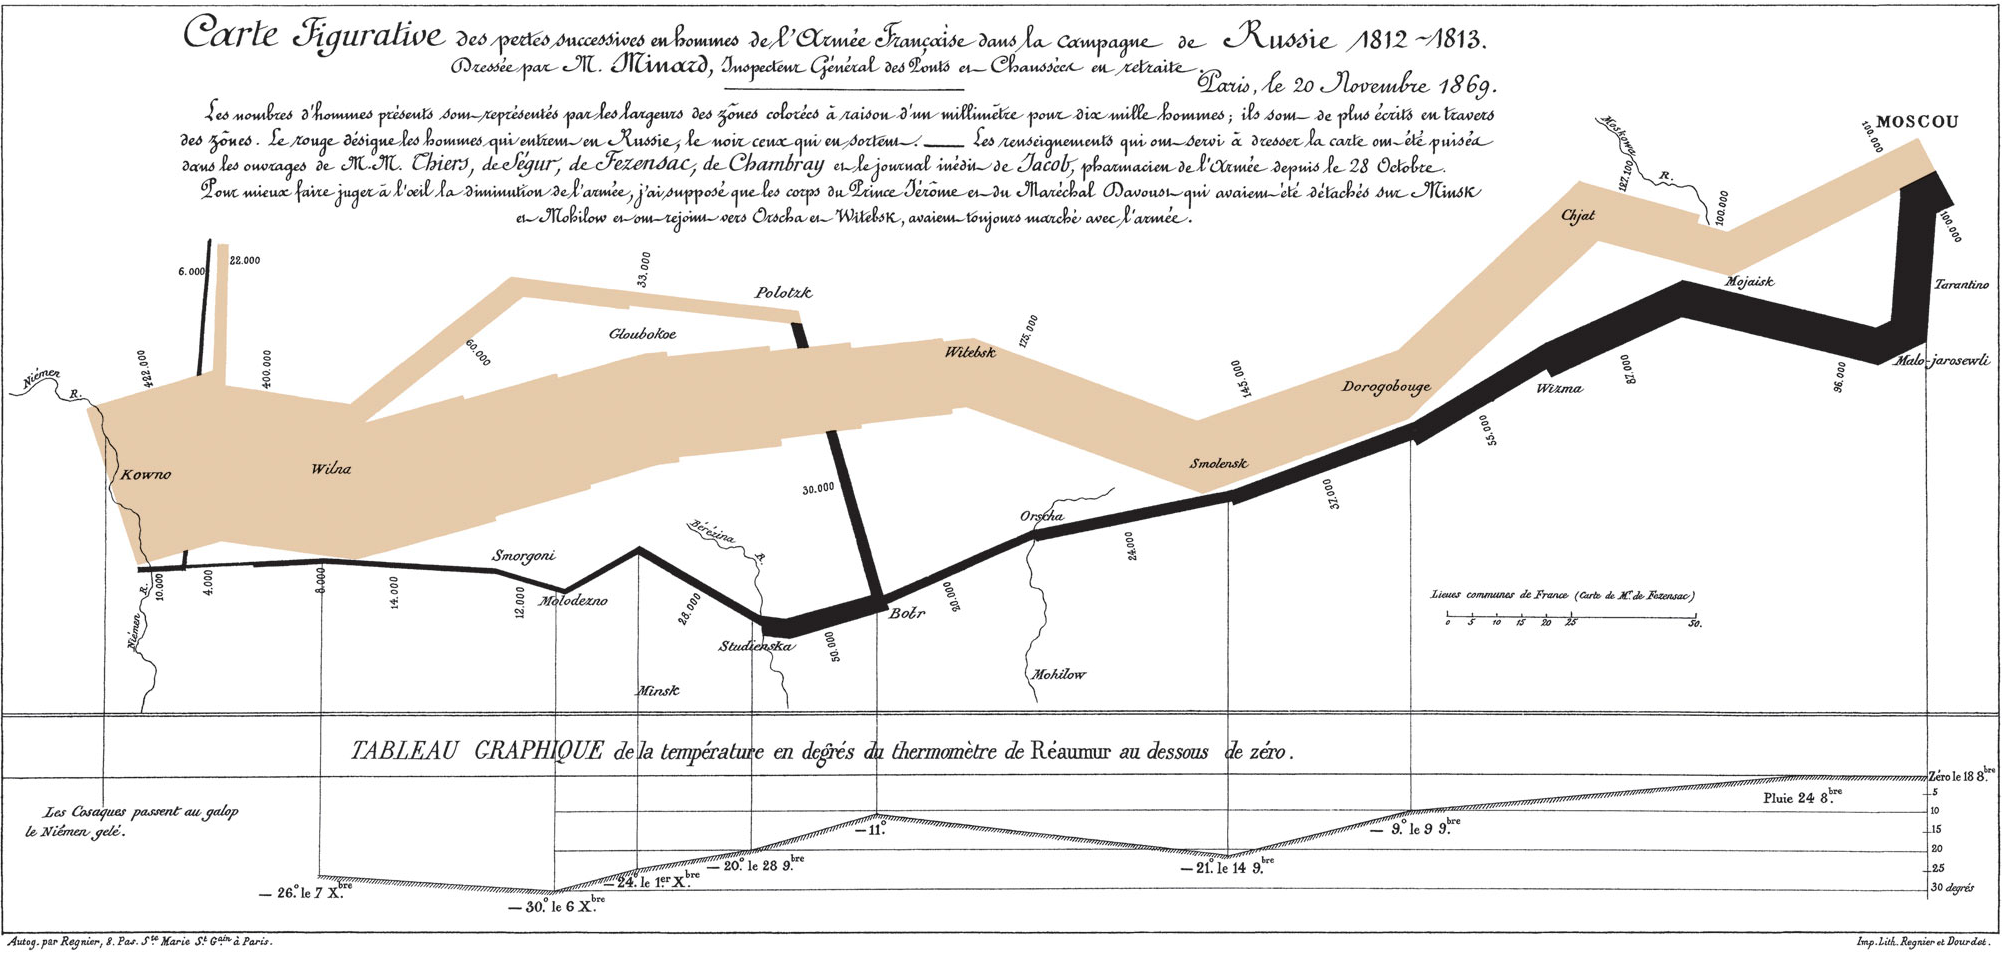 Carte Figurative des pertes successives en hommes de l'Armée Française dans la campagne de Russie 1812~1813.
Dressée par M. Minard, Inspecteur Général des Ponts et Chaussées en retraite.
Paris, le 20 Novembre 1869.
Les nombres d'hommes présents sont représentés par les largeurs des zônes colorées à raison d'un millimètre pour dix mille hommes; ils sont de plus écrits en travers
des zônes. Le rouge désigne les hommes qui entrent en Russie, le noir ceux qui en sortent. ___ Les renseignements qui ont servi à dresser la carte ont été puisés
dans les ouvrages de M.M. Thiers, de Ségur, de Fezensac, de Chambray et le journal inédit de Jacob, pharmacien de l'Armée depuis le 28 Octobre.
Pour mieux faire juger à l'œil la diminution de l'armée, j'ai supposé que les corps du Prince Jérôme et du Maréchal Davoust qui avaient été détachés sur Minsk
et Mohilow et ont rejoint vers Orscha et Witebsk, avaient toujours marché avec l'armée.
Moskowa R.
100.000
MOSCOU
127.100
100.000
Chjat
100.000
Mojaisk
Tarantino
6.000
22.000
33.000
Polotzk
Gloubokoe
60.000
175.000
Witebsk
422.000
400.000
Niémen R.
145.000
Dorogobouge
Wizma
87.000
96.000
Malo-jarosewli
55.000
Kowno
Wilna
Smolensk
30.000
37.000
Orscha
Bérézina R.
24.000
Smorgoni
10.000
4.000
8.000
14.000
12.000
Molodezno
28.000
Botr
20.000
Studienska
50.000
Niémen R.
Minsk
Mohilow
Lieues communes de France (Carte de Mr. de Fezensac)
0 5 10 15 20 25 50.
TABLEAU GRAPHIQUE de la température en degrés du thermomètre de Réaumur au dessous de zéro.
Zéro le 18 8.bre
5
Pluie 24 8.bre
10
15
20
25
30 degrés
Les Cosaques passent au galop
le Niémen gelé.
— 26.° le 7 X.bre
— 30.° le 6 X.bre
— 24.° le 1.er X.bre
— 20.° le 28 9.bre
— 11.°
— 21.° le 14 9.bre
— 9.° le 9 9.bre
Autog. par Regnier, 8. Pas. Ste Marie St Gain à Paris.
Imp. Lith. Regnier et Dourdet.